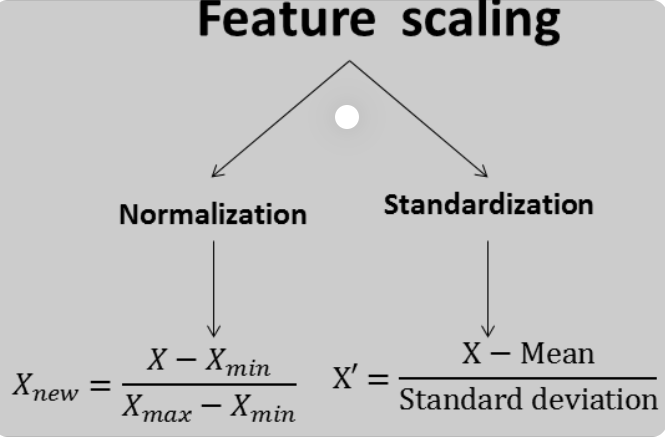 Feature scaling
Normalization
Standardization
X_new = (X − X_min) / (X_max − X_min)
X′ = (X − Mean) / (Standard deviation)